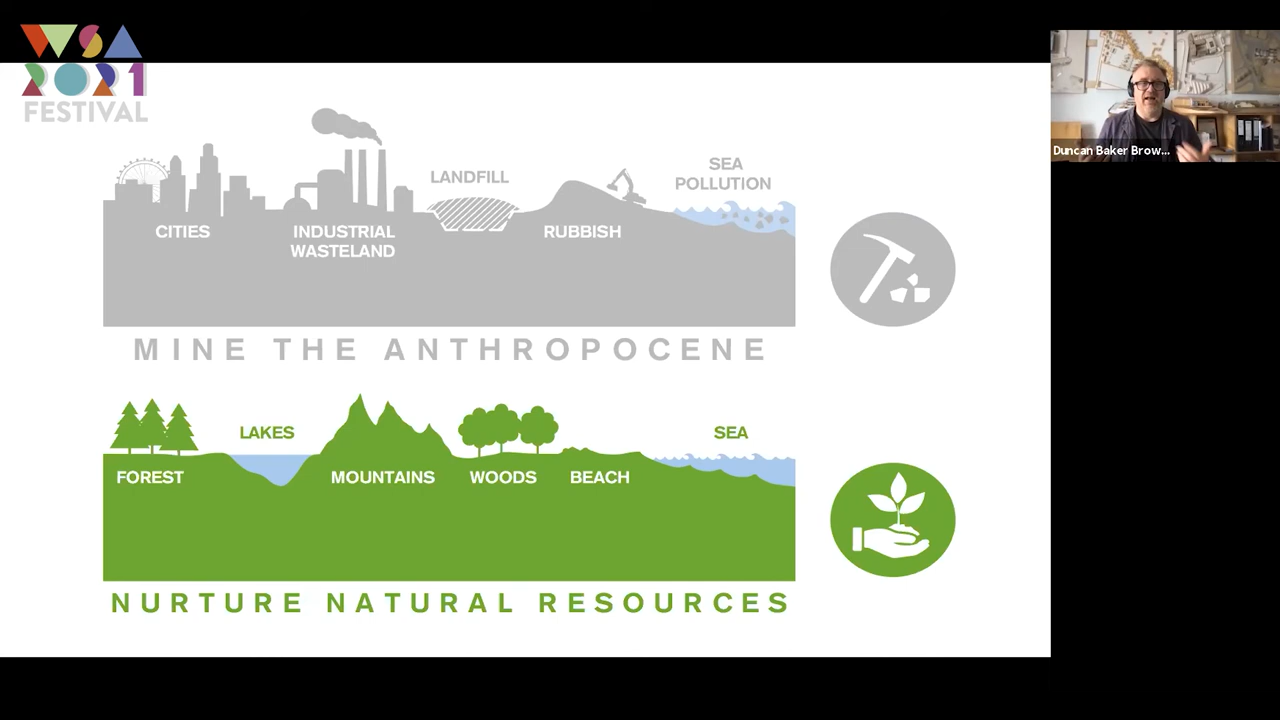 WSA
2021
FESTIVAL
LANDFILL
SEA
POLLUTION
CITIES
INDUSTRIAL
WASTELAND
RUBBISH
MINE THE ANTHROPOCENE
LAKES
SEA
FOREST
MOUNTAINS
WOODS
BEACH
NURTURE NATURAL RESOURCES
Duncan Baker Brow...